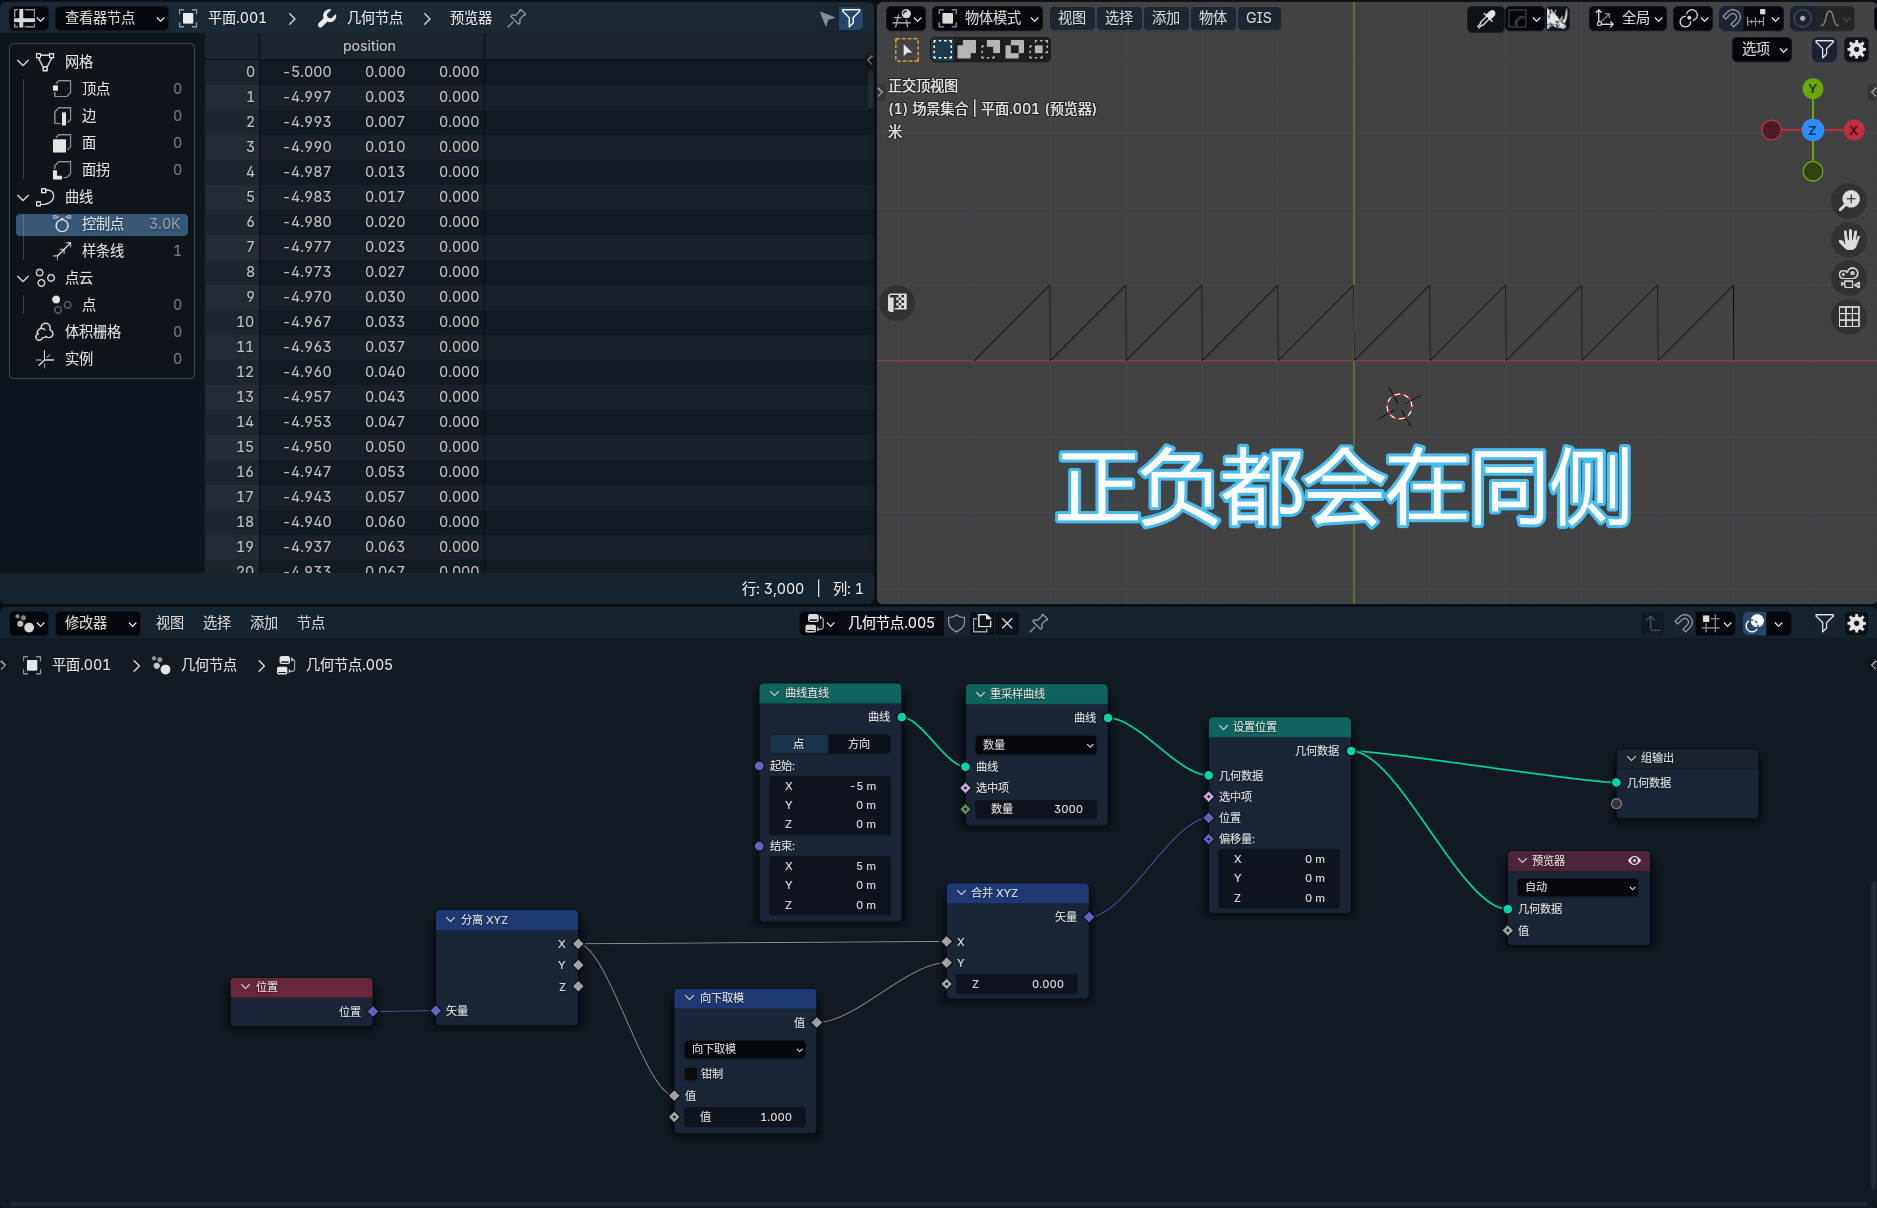 查看器节点 平面.001 几何节点 预览器
网格
顶点 0
边 0
面 0
面拐 0
曲线
控制点 3.0K
样条线 1
点云
点 0
体积栅格 0
实例 0
position
0 -5.000 0.000 0.000
1 -4.997 0.003 0.000
2 -4.993 0.007 0.000
3 -4.990 0.010 0.000
4 -4.987 0.013 0.000
5 -4.983 0.017 0.000
6 -4.980 0.020 0.000
7 -4.977 0.023 0.000
8 -4.973 0.027 0.000
9 -4.970 0.030 0.000
10 -4.967 0.033 0.000
11 -4.963 0.037 0.000
12 -4.960 0.040 0.000
13 -4.957 0.043 0.000
14 -4.953 0.047 0.000
15 -4.950 0.050 0.000
16 -4.947 0.053 0.000
17 -4.943 0.057 0.000
18 -4.940 0.060 0.000
19 -4.937 0.063 0.000
20 -4.933 0.067 0.000
行: 3,000 | 列: 1
物体模式 视图 选择 添加 物体 GIS 全局
选项
正交顶视图
(1) 场景集合 | 平面.001 (预览器)
米
Y
Z X
正负都会在同侧
修改器 视图 选择 添加 节点 几何节点.005
平面.001 几何节点 几何节点.005
曲线直线
曲线
点 方向
起始:
X -5 m
Y 0 m
Z 0 m
结束:
X 5 m
Y 0 m
Z 0 m
重采样曲线
曲线
数量
曲线
选中项
数量 3000
设置位置
几何数据
几何数据
选中项
位置
偏移量:
X 0 m
Y 0 m
Z 0 m
组输出
几何数据
预览器
自动
几何数据
值
合并 XYZ
矢量
X
Y
Z 0.000
分离 XYZ
X
Y
Z
矢量
位置
位置
向下取模
值
向下取模
钳制
值
值 1.000